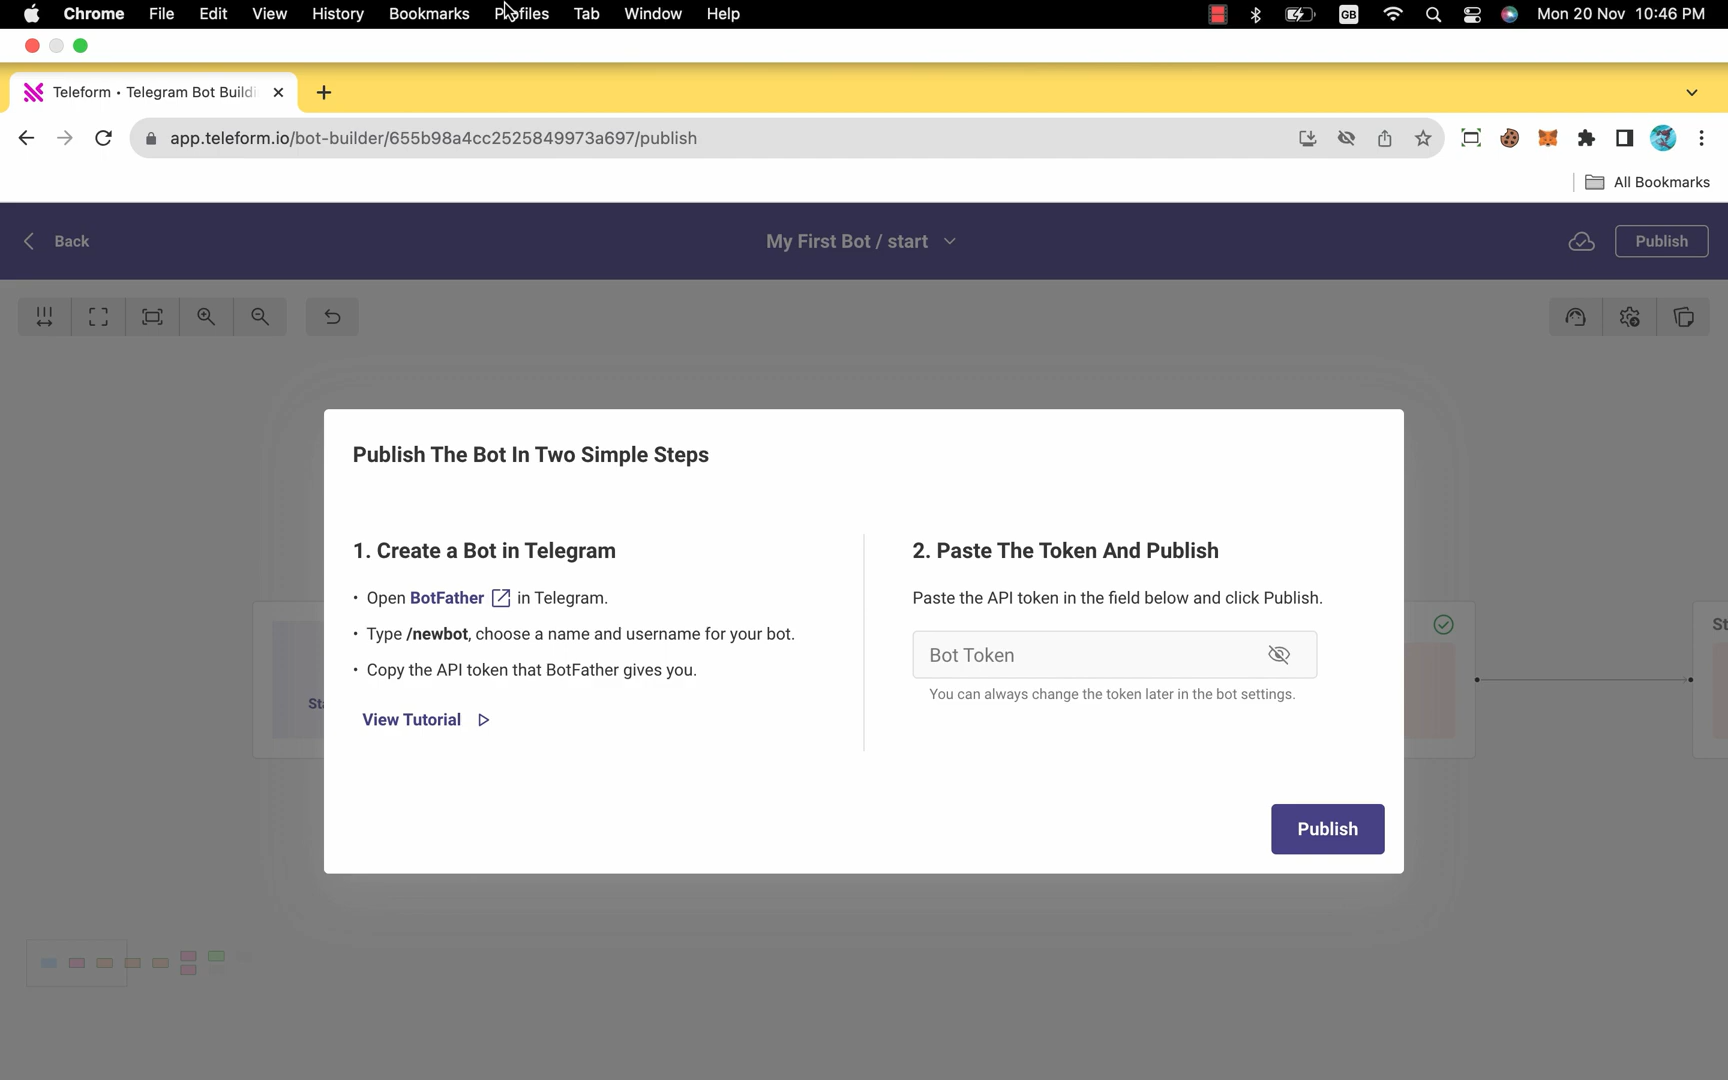 Chrome File Edit View History Bookmarks Profiles Tab Window Help GB Mon 20 Nov 10:46 PM
Teleform • Telegram Bot Buildi
app.teleform.io/bot-builder/655b98a4cc2525849973a697/publish
All Bookmarks
Back
My First Bot / start
Publish
Publish The Bot In Two Simple Steps
1. Create a Bot in Telegram
• Open BotFather in Telegram.
• Type /newbot, choose a name and username for your bot.
• Copy the API token that BotFather gives you.
View Tutorial
2. Paste The Token And Publish
Paste the API token in the field below and click Publish.
Bot Token
You can always change the token later in the bot settings.
Publish
Sta
St